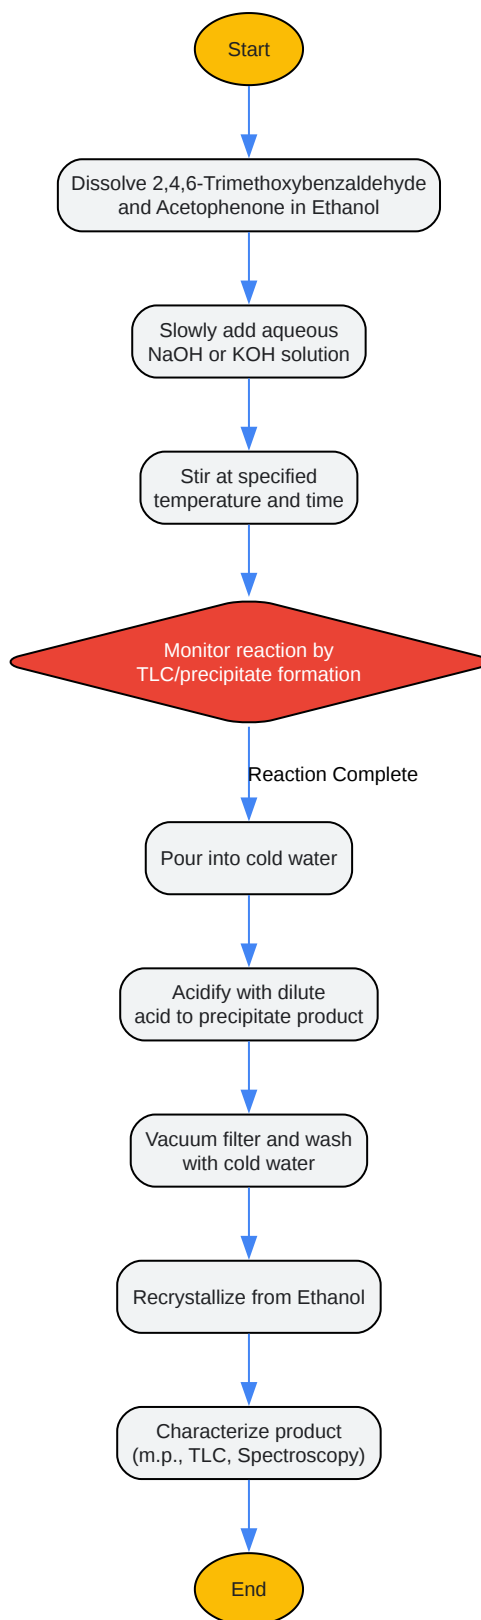 Start
Dissolve 2,4,6-Trimethoxybenzaldehyde
and Acetophenone in Ethanol
Slowly add aqueous
NaOH or KOH solution
Stir at specified
temperature and time
Monitor reaction by
TLC/precipitate formation
Reaction Complete
Pour into cold water
Acidify with dilute
acid to precipitate product
Vacuum filter and wash
with cold water
Recrystallize from Ethanol
Characterize product
(m.p., TLC, Spectroscopy)
End